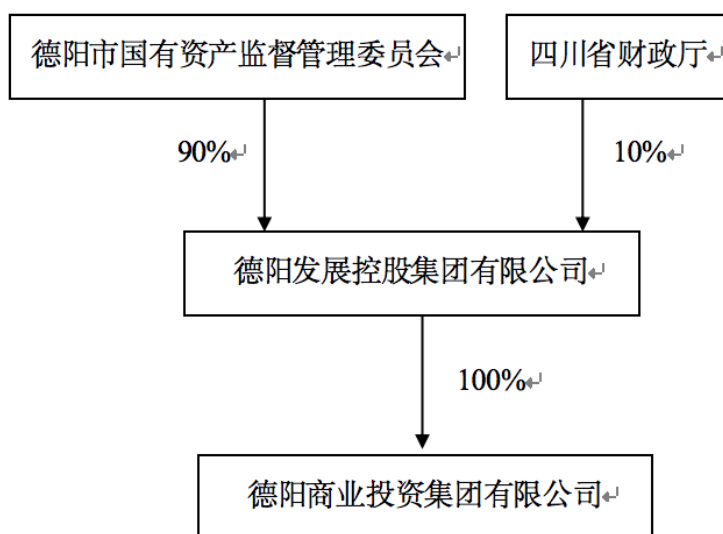 德阳市国有资产监督管理委员会↵
四川省财政厅↵
90%↵
10%↵
德阳发展控股集团有限公司↵
100%↵
德阳商业投资集团有限公司↵